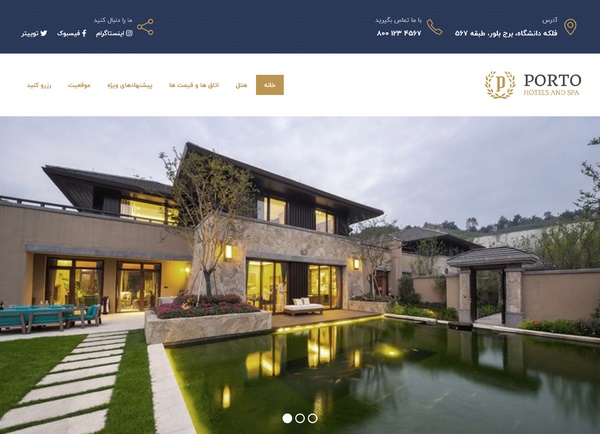 آدرس
فلکه دانشگاه، برج بلور، طبقه ۵۶۷
با ما تماس بگیرید
۸۰۰ ۱۲۳ ۴۵۶۷
ما را دنبال کنید
اینستاگرام فیسبوک توییتر
PORTO
HOTELS AND SPA
خانه هتل اتاق ها و قیمت ها پیشنهادهای ویژه موقعیت رزرو کنید